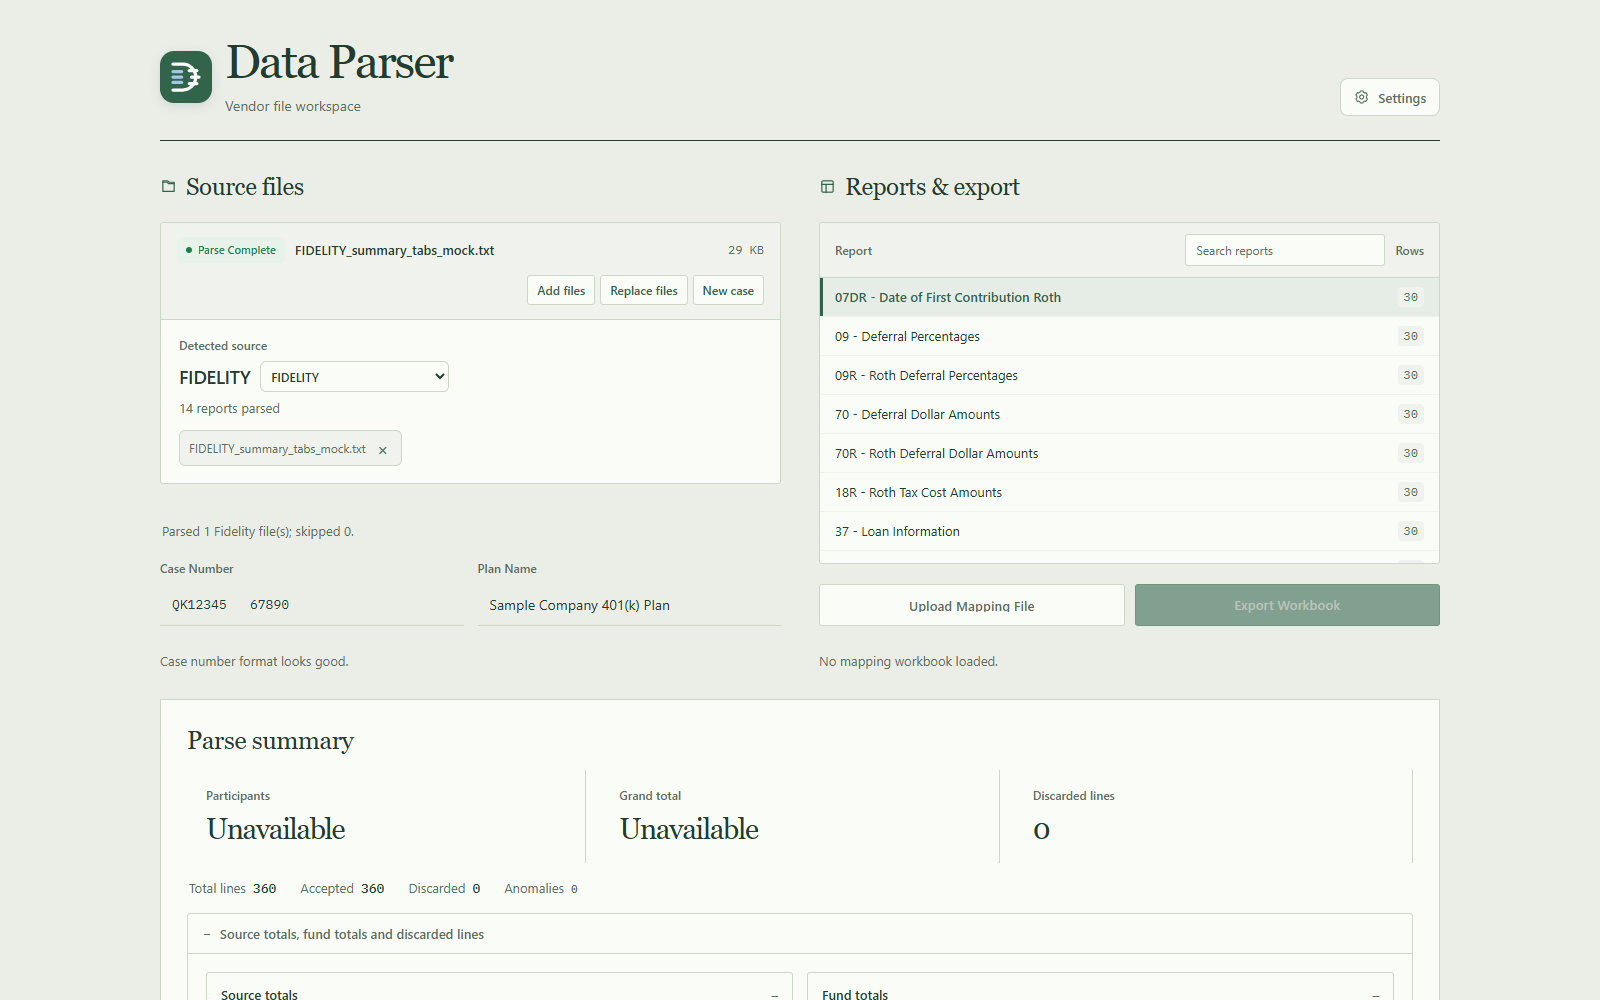 Data Parser
Vendor file workspace
Settings
Source files
Parse Complete FIDELITY_summary_tabs_mock.txt 29 KB
Add files Replace files New case
Detected source
FIDELITY FIDELITY
14 reports parsed
FIDELITY_summary_tabs_mock.txt ×
Parsed 1 Fidelity file(s); skipped 0.
Case Number Plan Name
QK12345 67890 Sample Company 401(k) Plan
Case number format looks good.
Reports & export
Report Search reports Rows
07DR - Date of First Contribution Roth 30
09 - Deferral Percentages 30
09R - Roth Deferral Percentages 30
70 - Deferral Dollar Amounts 30
70R - Roth Deferral Dollar Amounts 30
18R - Roth Tax Cost Amounts 30
37 - Loan Information 30
Upload Mapping File Export Workbook
No mapping workbook loaded.
Parse summary
Participants Grand total Discarded lines
Unavailable Unavailable 0
Total lines 360 Accepted 360 Discarded 0 Anomalies 0
– Source totals, fund totals and discarded lines
Source totals – Fund totals –